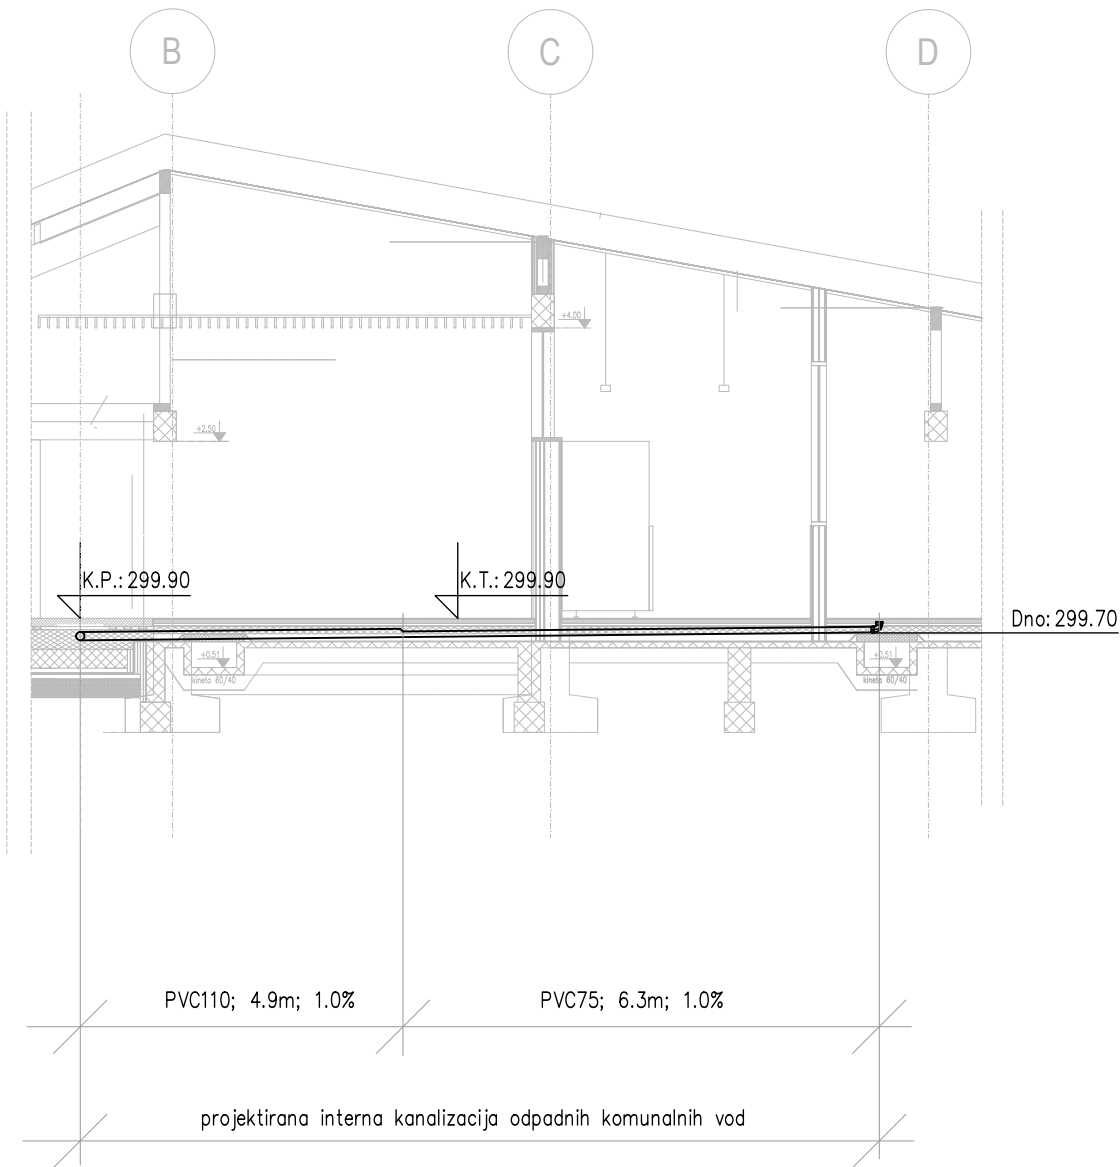 B
C
D
+4.00
+2.50
K.P.: 299.90
K.T.: 299.90
Dno: 299.70
+0.51
+0.51
kineta 60/40
kineta 60/40
PVC110; 4.9m; 1.0%
PVC75; 6.3m; 1.0%
projektirana interna kanalizacija odpadnih komunalnih vod